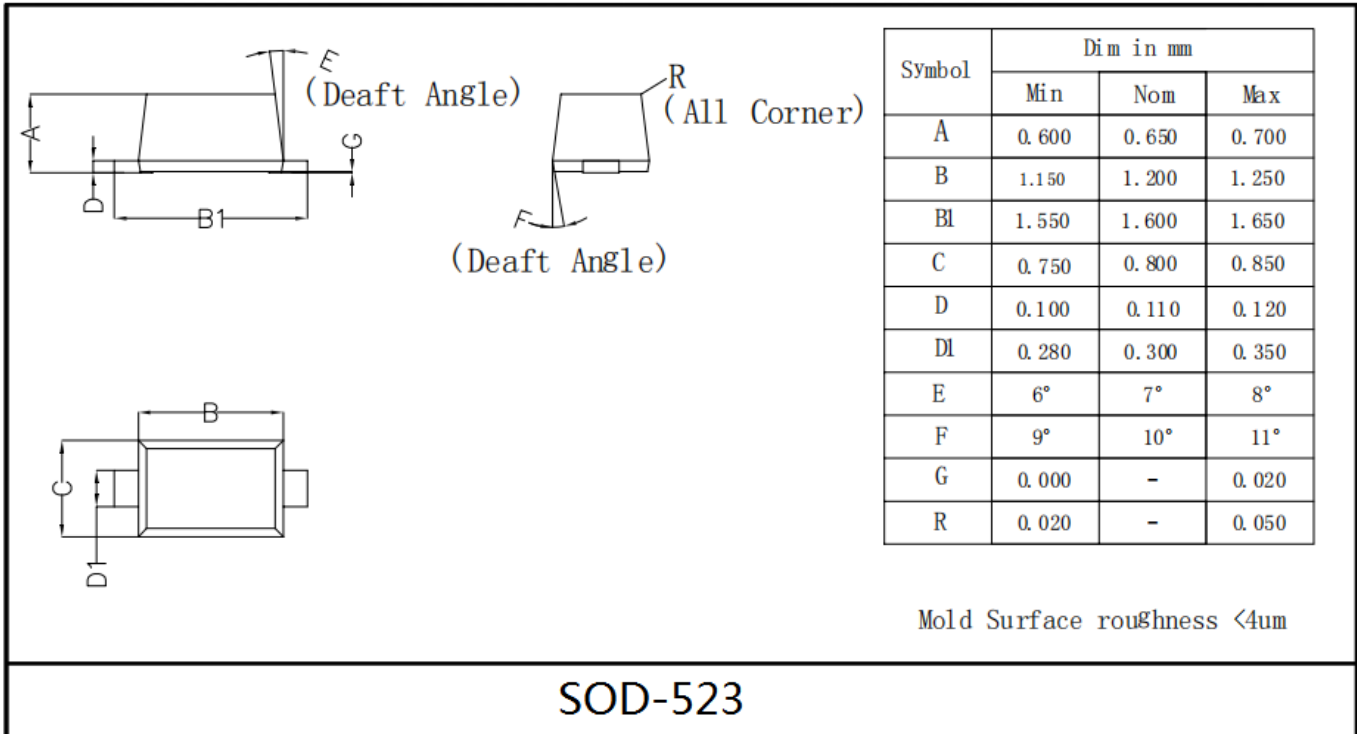 E
(Deaft Angle)
A
G
D
B1
R
(All Corner)
F
(Deaft Angle)
B
C
D1
Symbol Dim in mm
Min Nom Max
A 0.600 0.650 0.700
B 1.150 1.200 1.250
B1 1.550 1.600 1.650
C 0.750 0.800 0.850
D 0.100 0.110 0.120
D1 0.280 0.300 0.350
E 6° 7° 8°
F 9° 10° 11°
G 0.000 - 0.020
R 0.020 - 0.050
Mold Surface roughness <4um
SOD-523